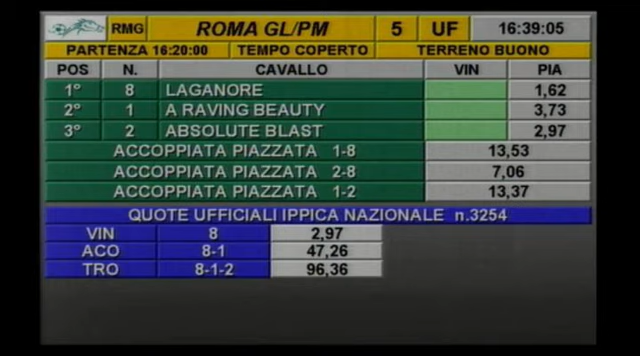 RMG ROMA GL/PM 5 UF 16:39:05
PARTENZA 16:20:00 TEMPO COPERTO TERRENO BUONO
POS N. CAVALLO VIN PIA
1° 8 LAGANORE 1,62
2° 1 A RAVING BEAUTY 3,73
3° 2 ABSOLUTE BLAST 2,97
ACCOPPIATA PIAZZATA 1-8 13,53
ACCOPPIATA PIAZZATA 2-8 7,06
ACCOPPIATA PIAZZATA 1-2 13,37
QUOTE UFFICIALI IPPICA NAZIONALE n.3254
VIN 8 2,97
ACO 8-1 47,26
TRO 8-1-2 96,36